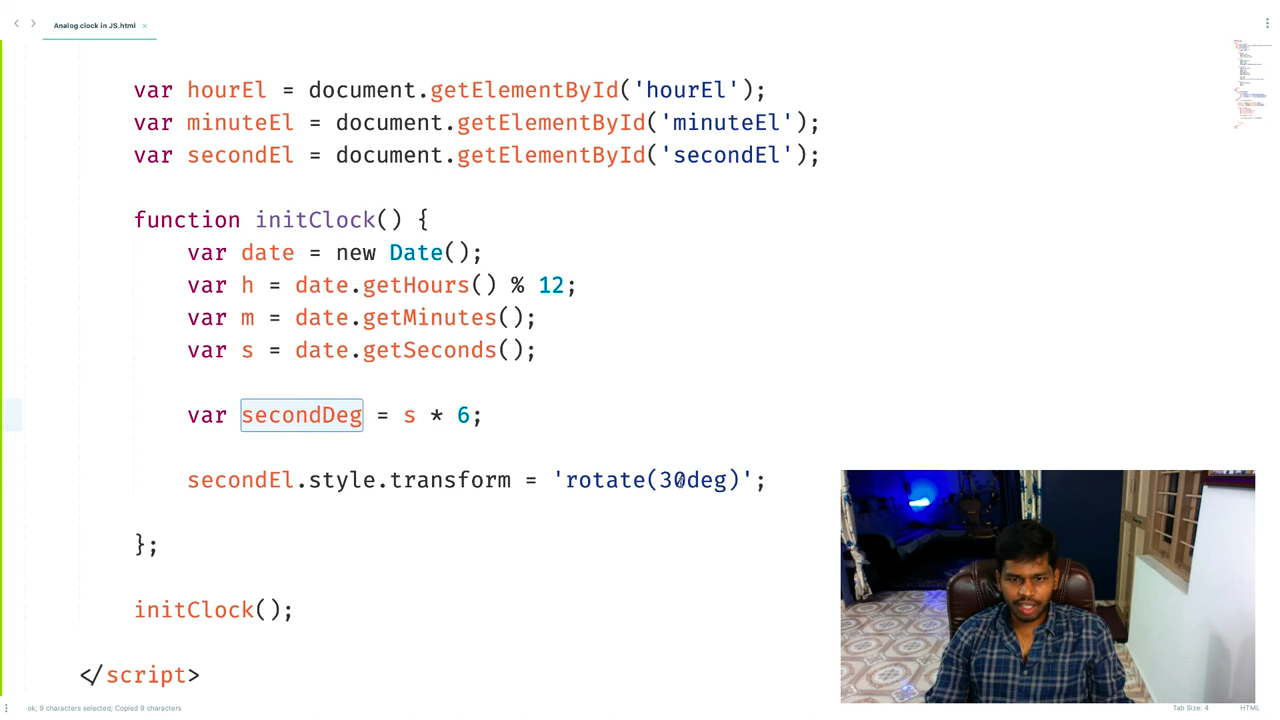 Analog clock in JS.html
var hourEl = document.getElementById('hourEl');
var minuteEl = document.getElementById('minuteEl');
var secondEl = document.getElementById('secondEl');
function initClock() {
var date = new Date();
var h = date.getHours() % 12;
var m = date.getMinutes();
var s = date.getSeconds();
var secondDeg = s * 6;
secondEl.style.transform = 'rotate(30deg)';
};
initClock();
</script>
ok, 9 characters selected; Copied 9 characters
Tab Size: 4
HTML